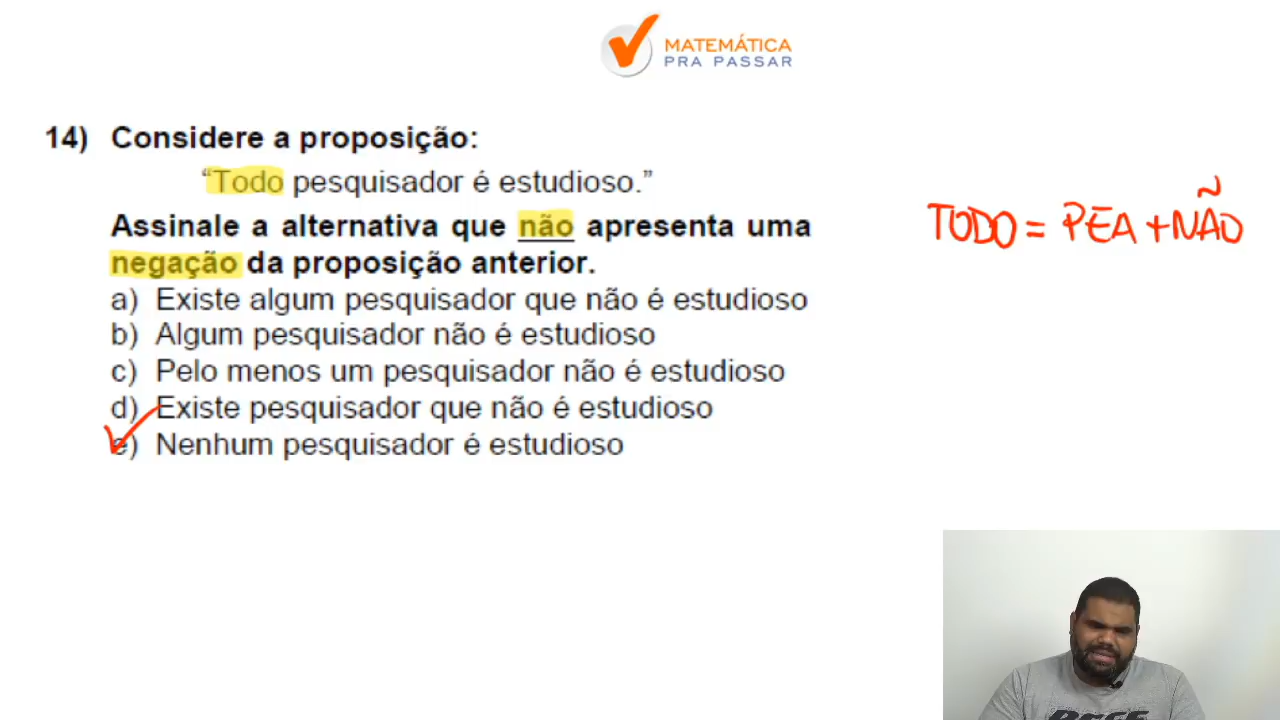 MATEMÁTICA
PRA PASSAR
14) Considere a proposição:
“Todo pesquisador é estudioso.”
Assinale a alternativa que não apresenta uma
negação da proposição anterior.
a) Existe algum pesquisador que não é estudioso
b) Algum pesquisador não é estudioso
c) Pelo menos um pesquisador não é estudioso
d) Existe pesquisador que não é estudioso
e) Nenhum pesquisador é estudioso
TODO = PEA + NÃO